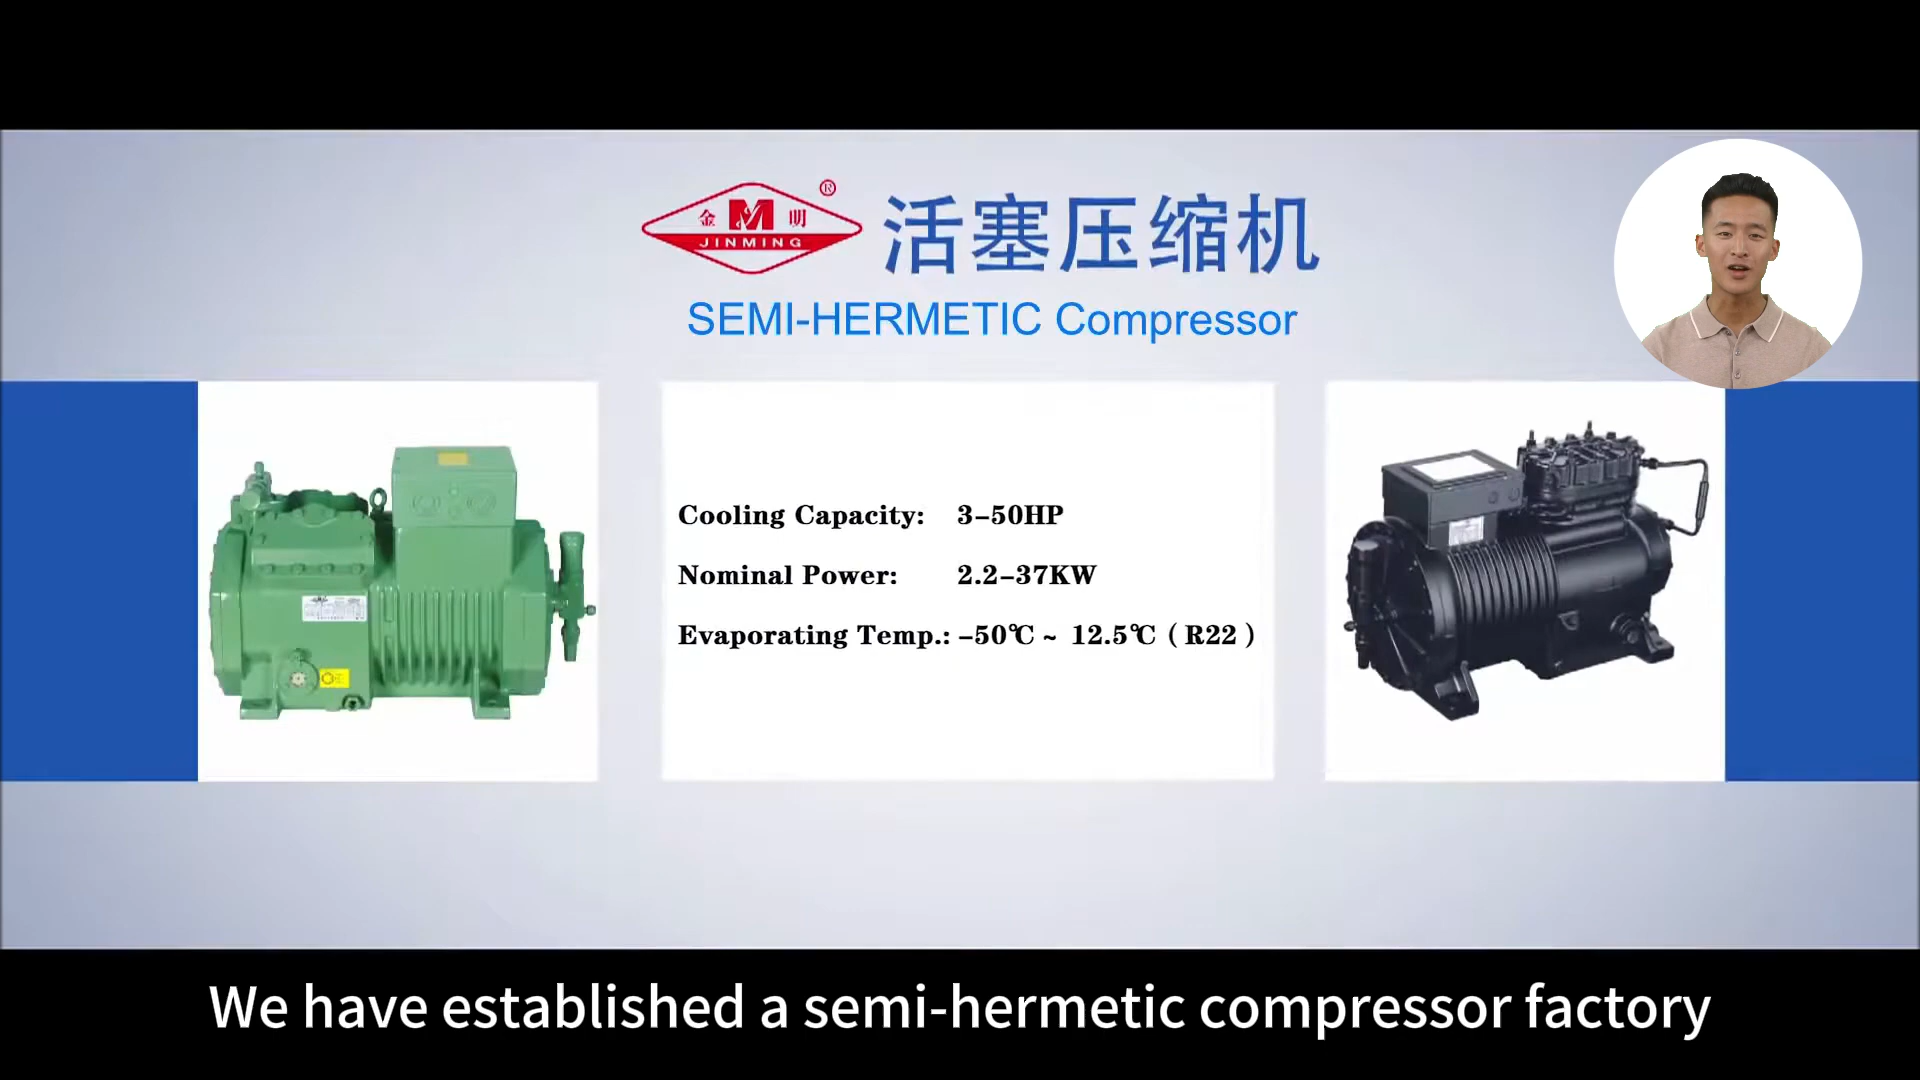 金 M 明 ®
JINMING
活塞压缩机
SEMI-HERMETIC Compressor
Cooling Capacity: 3-50HP
Nominal Power: 2.2-37KW
Evaporating Temp.: -50℃ ~ 12.5℃ ( R22 )
We have established a semi-hermetic compressor factory